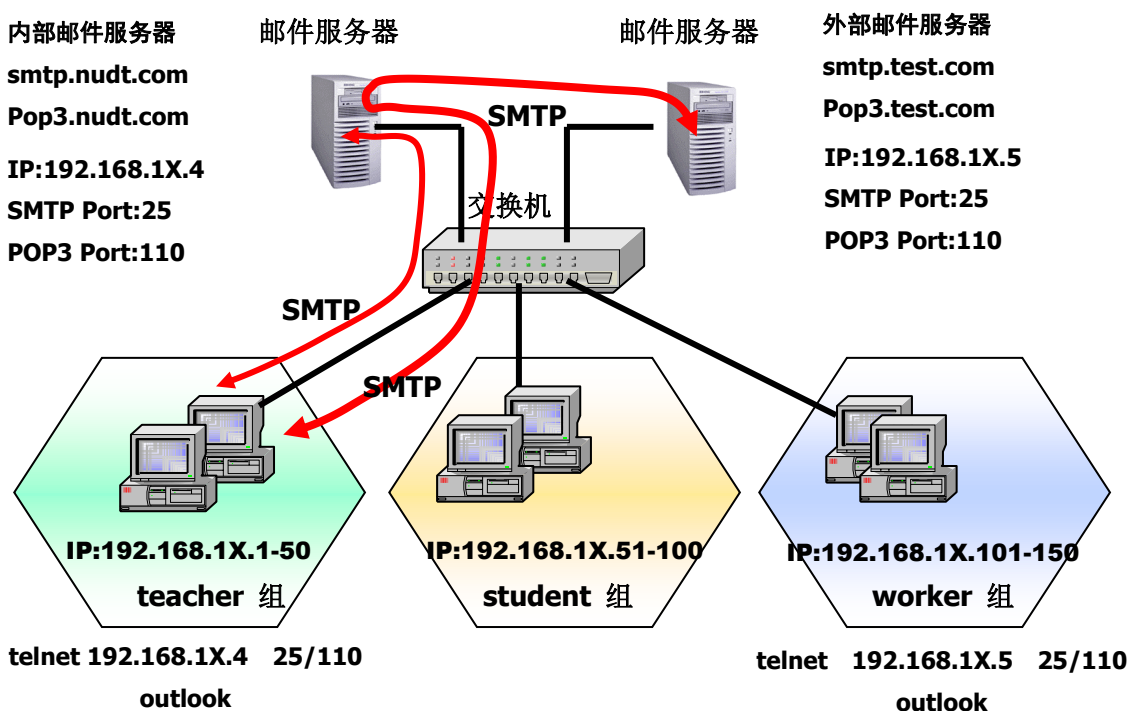 内部邮件服务器
smtp.nudt.com
Pop3.nudt.com
IP:192.168.1X.4
SMTP Port:25
POP3 Port:110
邮件服务器
邮件服务器
外部邮件服务器
smtp.test.com
Pop3.test.com
IP:192.168.1X.5
SMTP Port:25
POP3 Port:110
SMTP
交换机
SMTP
SMTP
IP:192.168.1X.1-50
teacher 组
IP:192.168.1X.51-100
student 组
IP:192.168.1X.101-150
worker 组
telnet 192.168.1X.4 25/110
outlook
telnet 192.168.1X.5 25/110
outlook